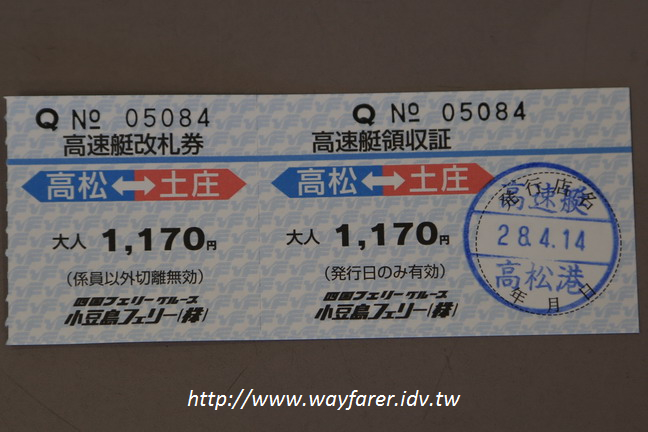 Q No 05084
高速艇改札券
高松↔土庄
大人 1,170円
(係員以外切離無効)
四国フェリーグループ
小豆島フェリー(株)
Q No 05084
高速艇領収証
高松↔土庄
大人 1,170円
(発行日のみ有効)
四国フェリーグループ
小豆島フェリー(株)
発行店名
高速艇
28.4.14
高松港
年月日
http://www.wayfarer.idv.tw